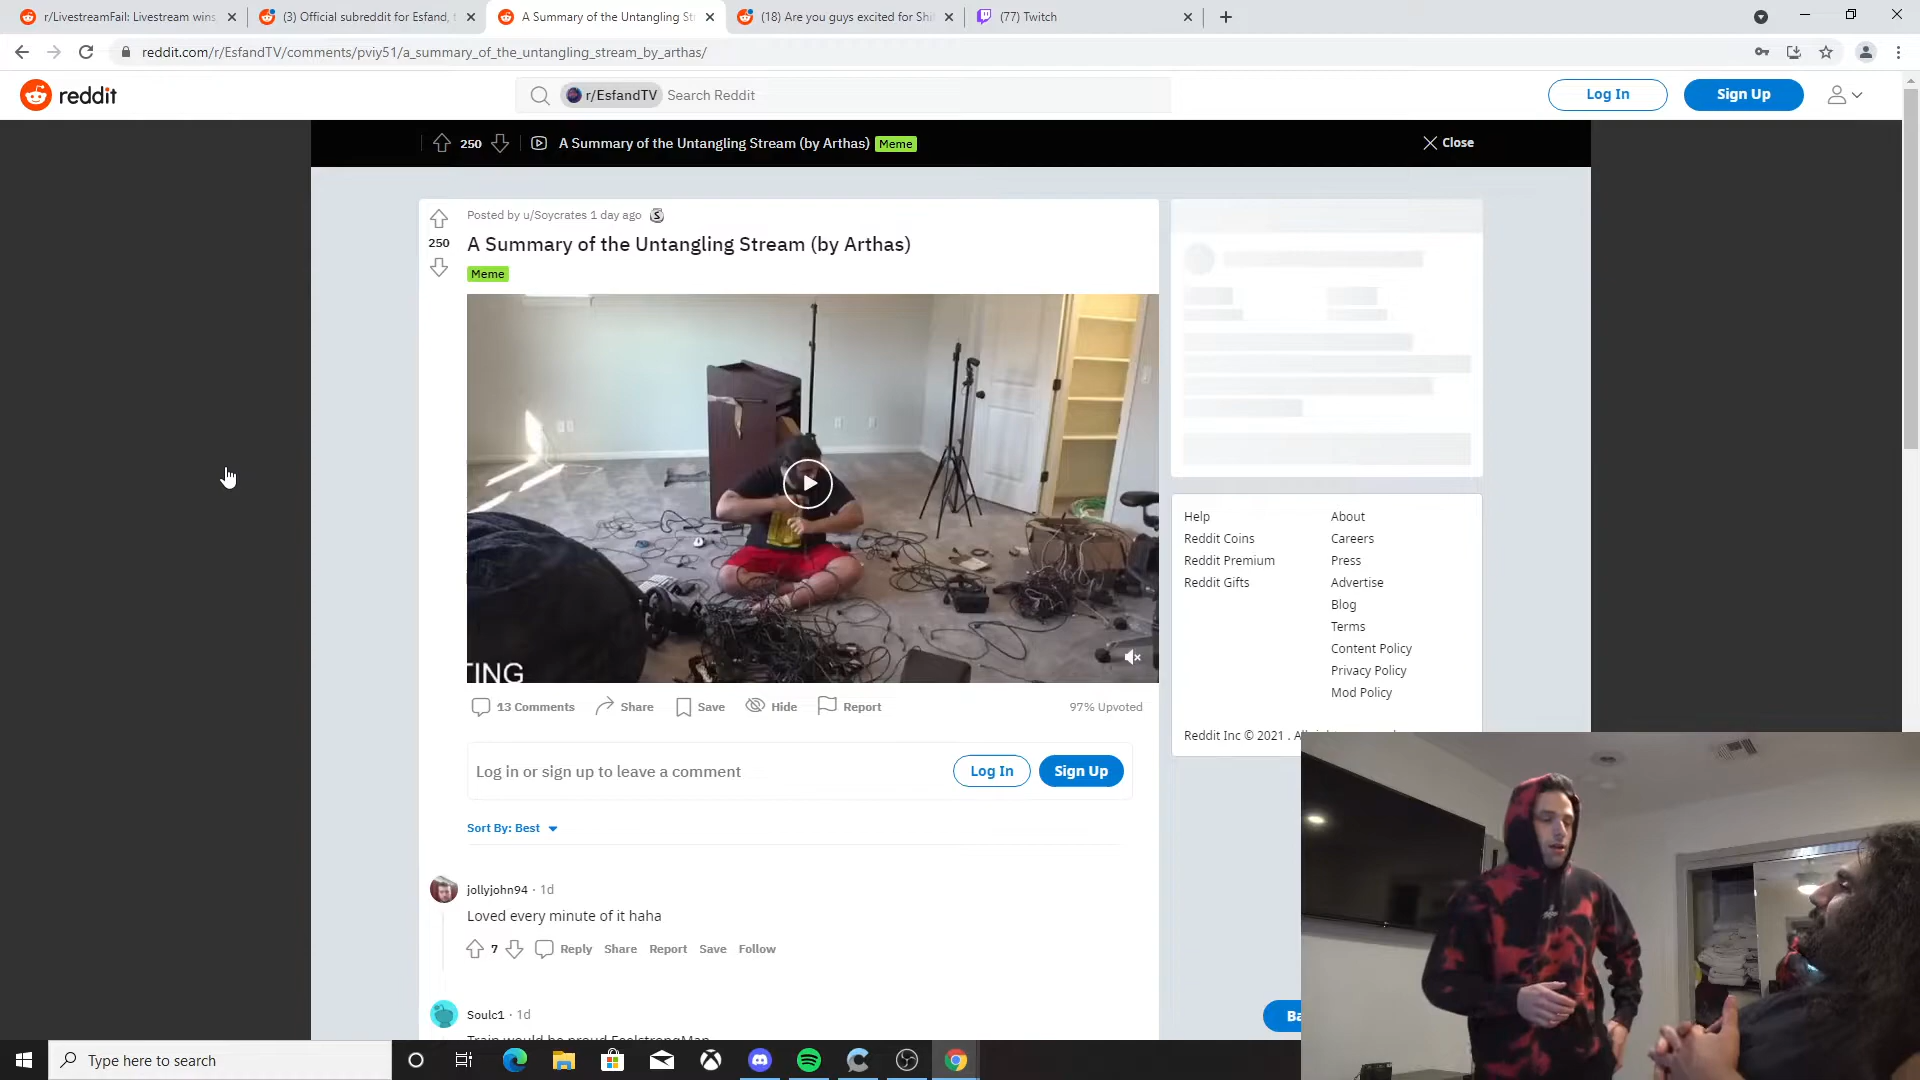 r/LivestreamFail: Livestream wins
(3) Official subreddit for Esfand,
A Summary of the Untangling St
(18) Are you guys excited for Shi
(77) Twitch
reddit.com/r/EsfandTV/comments/pviy51/a_summary_of_the_untangling_stream_by_arthas/
reddit
r/EsfandTV Search Reddit
Log In
Sign Up
250
A Summary of the Untangling Stream (by Arthas) Meme
Close
Posted by u/Soycrates 1 day ago
250
A Summary of the Untangling Stream (by Arthas)
Meme
TING
13 Comments Share Save Hide Report
97% Upvoted
Log in or sign up to leave a comment
Log In
Sign Up
Sort By: Best
jollyjohn94 · 1d
Loved every minute of it haha
7 Reply Share Report Save Follow
Soulc1 · 1d
Train would be proud FeelstrongMan
Help
About
Reddit Coins
Careers
Reddit Premium
Press
Reddit Gifts
Advertise
Blog
Terms
Content Policy
Privacy Policy
Mod Policy
Reddit Inc © 2021 .
Ba
Type here to search